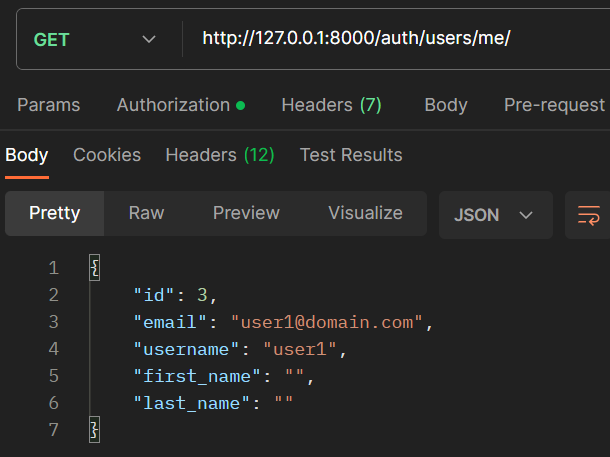 GET http://127.0.0.1:8000/auth/users/me/
Params Authorization Headers (7) Body Pre-request
Body Cookies Headers (12) Test Results
Pretty Raw Preview Visualize JSON
1 {
2 "id": 3,
3 "email": "user1@domain.com",
4 "username": "user1",
5 "first_name": "",
6 "last_name": ""
7 }